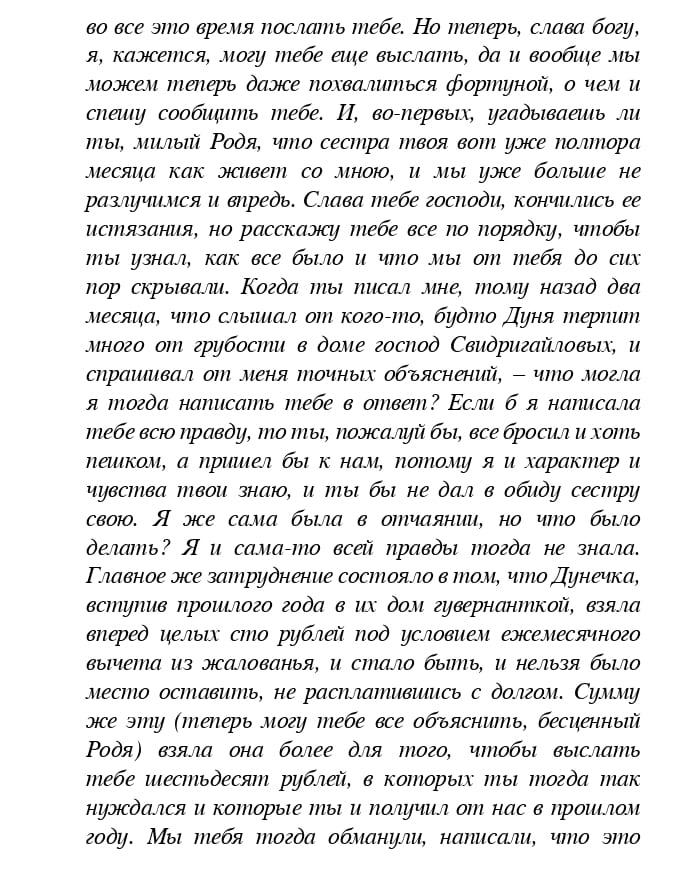 во все это время послать тебе. Но теперь, слава богу,
я, кажется, могу тебе еще выслать, да и вообще мы
можем теперь даже похвалиться фортуной, о чем и
спешу сообщить тебе. И, во-первых, угадываешь ли
ты, милый Родя, что сестра твоя вот уже полтора
месяца как живет со мною, и мы уже больше не
разлучимся и впредь. Слава тебе господи, кончились ее
истязания, но расскажу тебе все по порядку, чтобы
ты узнал, как все было и что мы от тебя до сих
пор скрывали. Когда ты писал мне, тому назад два
месяца, что слышал от кого-то, будто Дуня терпит
много от грубости в доме господ Свидригайловых, и
спрашивал от меня точных объяснений, – что могла
я тогда написать тебе в ответ? Если б я написала
тебе всю правду, то ты, пожалуй бы, все бросил и хоть
пешком, а пришел бы к нам, потому я и характер и
чувства твои знаю, и ты бы не дал в обиду сестру
свою. Я же сама была в отчаянии, но что было
делать? Я и сама-то всей правды тогда не знала.
Главное же затруднение состояло в том, что Дунечка,
вступив прошлого года в их дом гувернанткой, взяла
вперед целых сто рублей под условием ежемесячного
вычета из жалованья, и стало быть, и нельзя было
место оставить, не расплатившись с долгом. Сумму
же эту (теперь могу тебе все объяснить, бесценный
Родя) взяла она более для того, чтобы выслать
тебе шестьдесят рублей, в которых ты тогда так
нуждался и которые ты и получил от нас в прошлом
году. Мы тебя тогда обманули, написали, что это